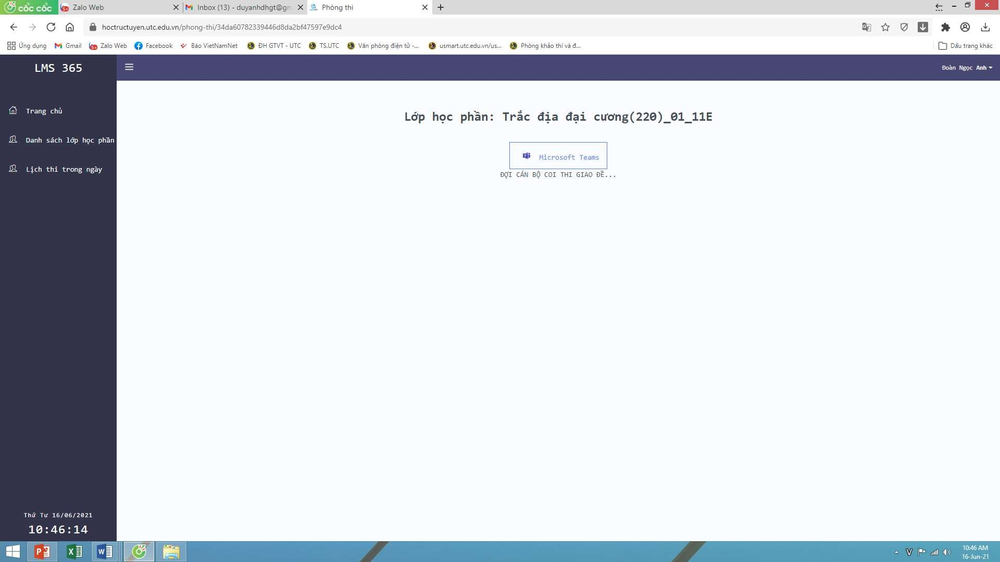 cốc cốc
Zalo Web
Inbox (13) - duyanhdhgt@gm
Phòng thi
hoctructuyen.utc.edu.vn/phong-thi/34da60782339446d8da2bf47597e9dc4
Ứng dụng
Gmail
5+
Zalo Web
Facebook
Báo VietNamNet
ĐH GTVT - UTC
TS.UTC
Văn phòng điện tử -...
usmart.utc.edu.vn/us...
Phòng khảo thí và đ...
Dấu trang khác
LMS 365
Đoàn Ngọc Anh
Trang chủ
Danh sách lớp học phần
Lịch thi trong ngày
Lớp học phần: Trắc địa đại cương(220)_01_11E
Microsoft Teams
ĐỢI CÁN BỘ COI THI GIAO ĐỀ...
Thứ Tư 16/06/2021
10:46:14
V
10:46 AM
16-Jun-21